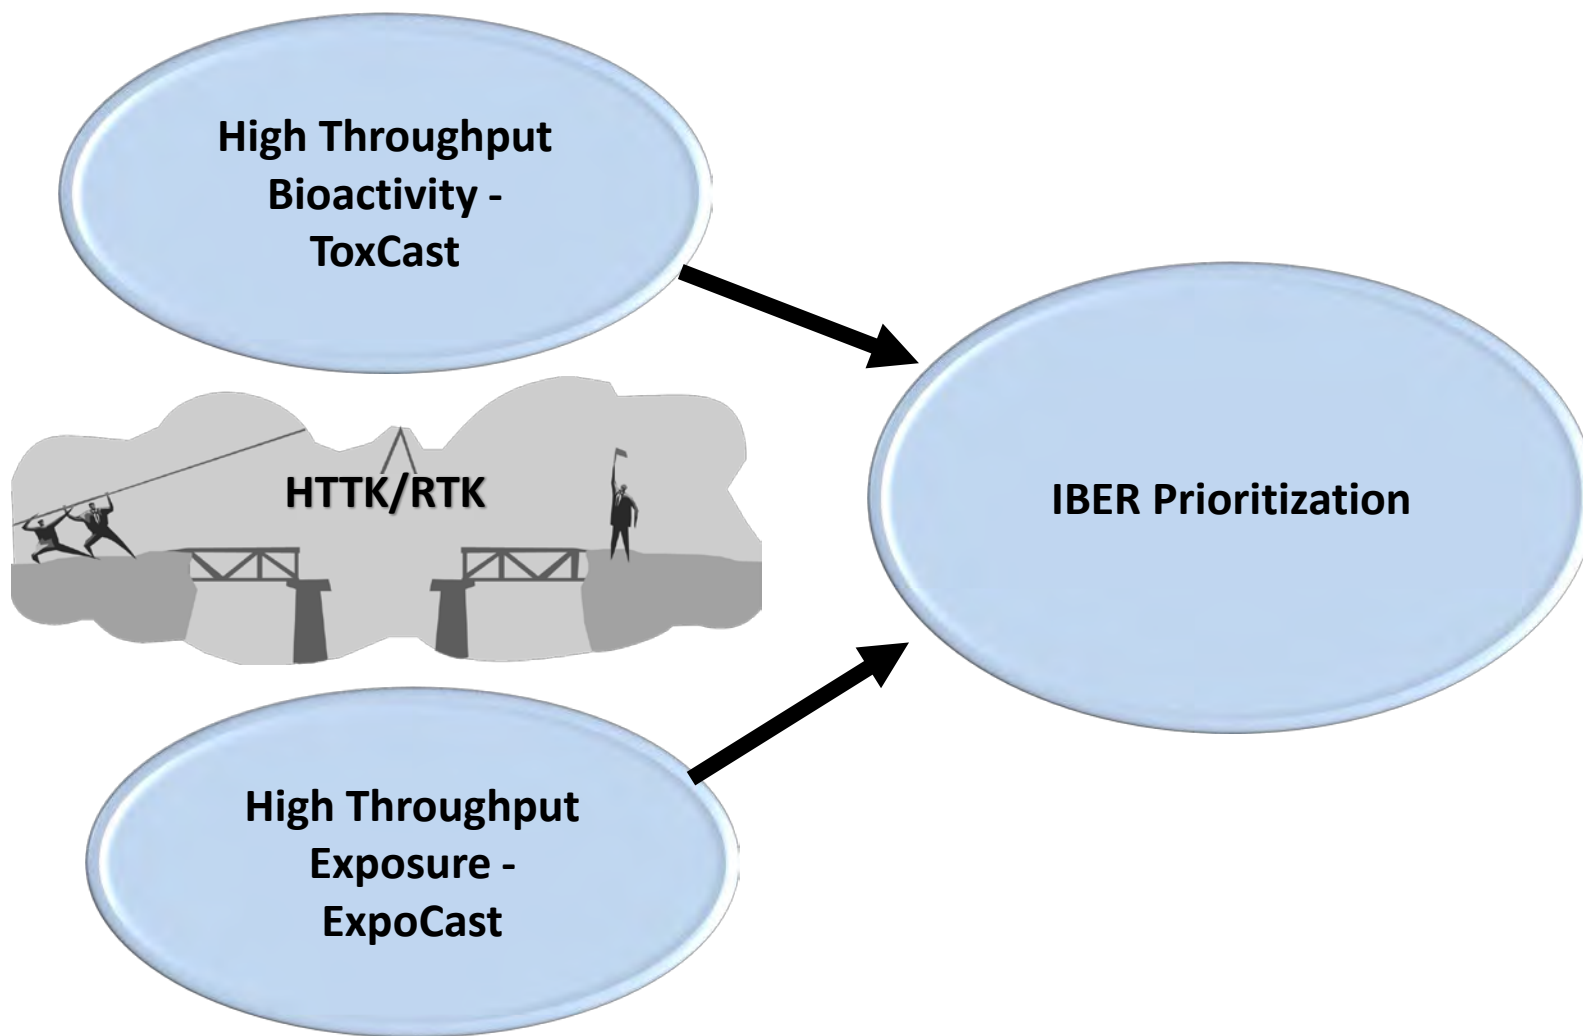 High Throughput
Bioactivity -
ToxCast
HTTK/RTK
IBER Prioritization
High Throughput
Exposure -
ExpoCast